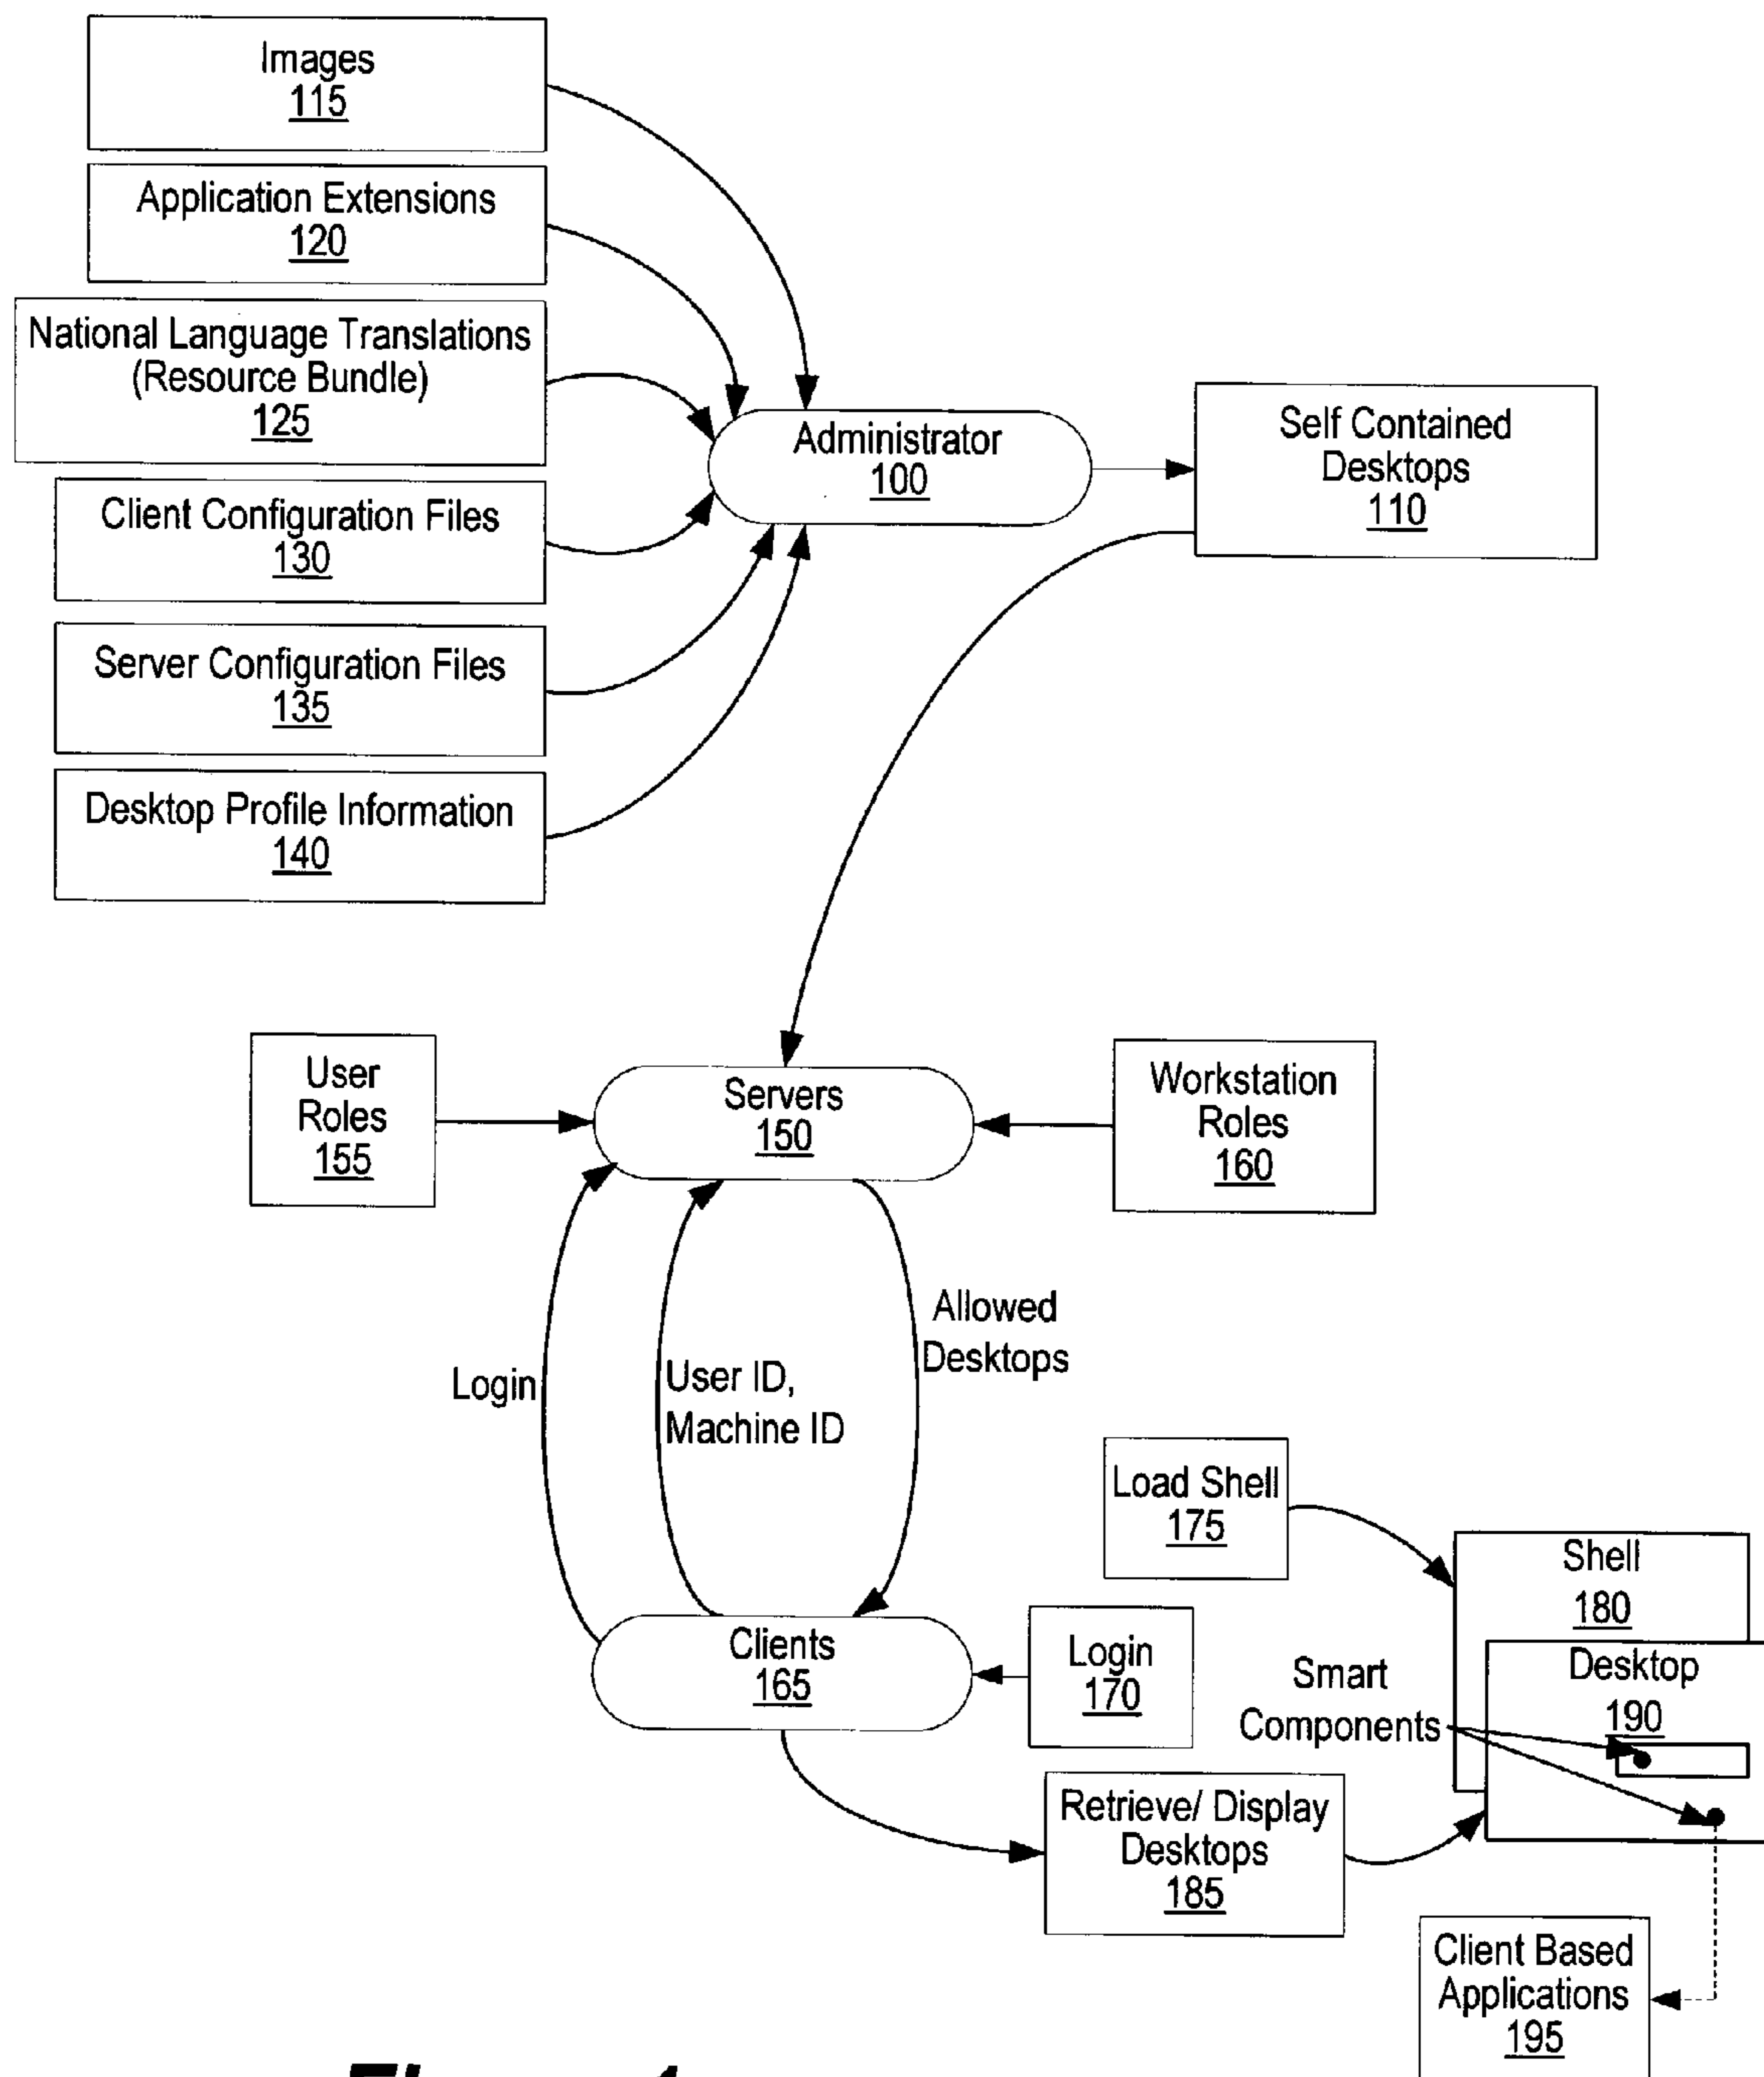 Images
115
Application Extensions
120
National Language Translations
(Resource Bundle)
125
Client Configuration Files
130
Server Configuration Files
135
Desktop Profile Information
140
Administrator
100
Self Contained
Desktops
110
User
Roles
155
Servers
150
Workstation
Roles
160
Login
User ID,
Machine ID
Allowed
Desktops
Load Shell
175
Shell
180
Clients
165
Login
170
Smart
Components
Desktop
190
Retrieve/ Display
Desktops
185
Client Based
Applications
195